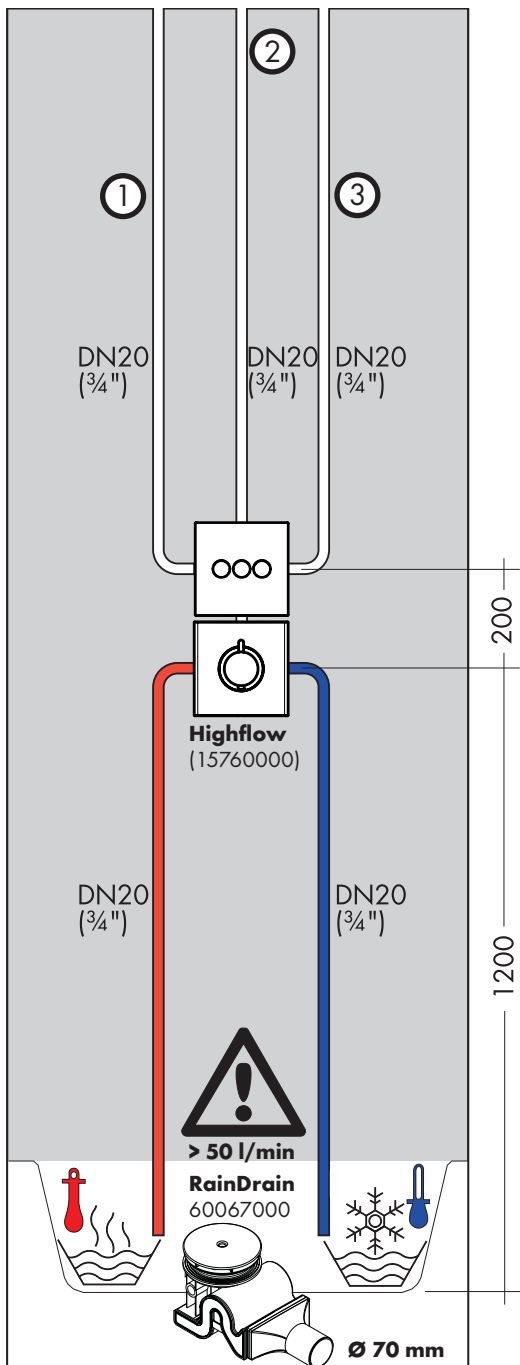 2
1
3
DN20
(¾")
DN20
(¾")
DN20
(¾")
200
Highflow
(15760000)
DN20
(¾")
DN20
(¾")
1200
> 50 l/min
RainDrain
60067000
Ø 70 mm